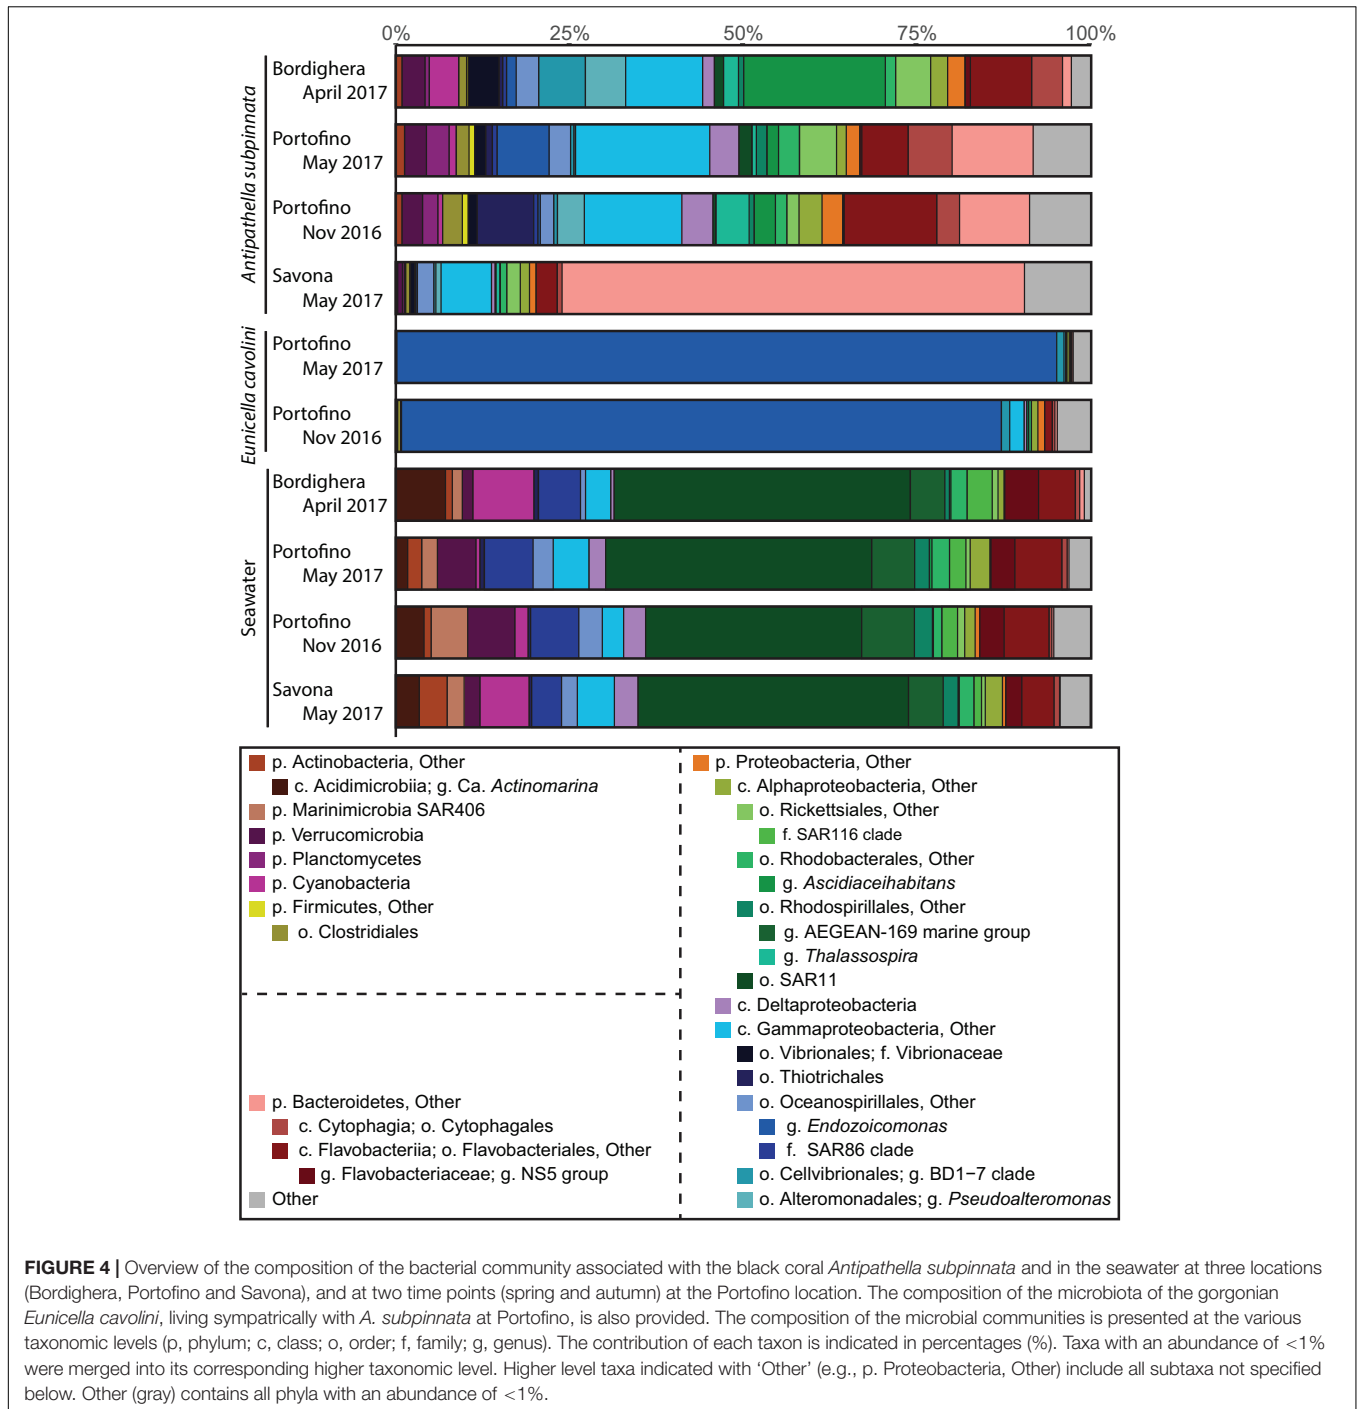 0% 25% 50% 75% 100%
Antipathella subpinnata
Bordighera
April 2017
Portofino
May 2017
Portofino
Nov 2016
Savona
May 2017
Eunicella cavolini
Portofino
May 2017
Portofino
Nov 2016
Seawater
Bordighera
April 2017
Portofino
May 2017
Portofino
Nov 2016
Savona
May 2017
p. Actinobacteria, Other
c. Acidimicrobiia; g. Ca. Actinomarina
p. Marinimicrobia SAR406
p. Verrucomicrobia
p. Planctomycetes
p. Cyanobacteria
p. Firmicutes, Other
o. Clostridiales
p. Bacteroidetes, Other
c. Cytophagia; o. Cytophagales
c. Flavobacteriia; o. Flavobacteriales, Other
g. Flavobacteriaceae; g. NS5 group
Other
p. Proteobacteria, Other
c. Alphaproteobacteria, Other
o. Rickettsiales, Other
f. SAR116 clade
o. Rhodobacterales, Other
g. Ascidiaceihabitans
o. Rhodospirillales, Other
g. AEGEAN-169 marine group
g. Thalassospira
o. SAR11
c. Deltaproteobacteria
c. Gammaproteobacteria, Other
o. Vibrionales; f. Vibrionaceae
o. Thiotrichales
o. Oceanospirillales, Other
g. Endozoicomonas
f. SAR86 clade
o. Cellvibrionales; g. BD1−7 clade
o. Alteromonadales; g. Pseudoalteromonas
FIGURE 4 | Overview of the composition of the bacterial community associated with the black coral Antipathella subpinnata and in the seawater at three locations
(Bordighera, Portofino and Savona), and at two time points (spring and autumn) at the Portofino location. The composition of the microbiota of the gorgonian
Eunicella cavolini, living sympatrically with A. subpinnata at Portofino, is also provided. The composition of the microbial communities is presented at the various
taxonomic levels (p, phylum; c, class; o, order; f, family; g, genus). The contribution of each taxon is indicated in percentages (%). Taxa with an abundance of <1%
were merged into its corresponding higher taxonomic level. Higher level taxa indicated with ‘Other’ (e.g., p. Proteobacteria, Other) include all subtaxa not specified
below. Other (gray) contains all phyla with an abundance of <1%.